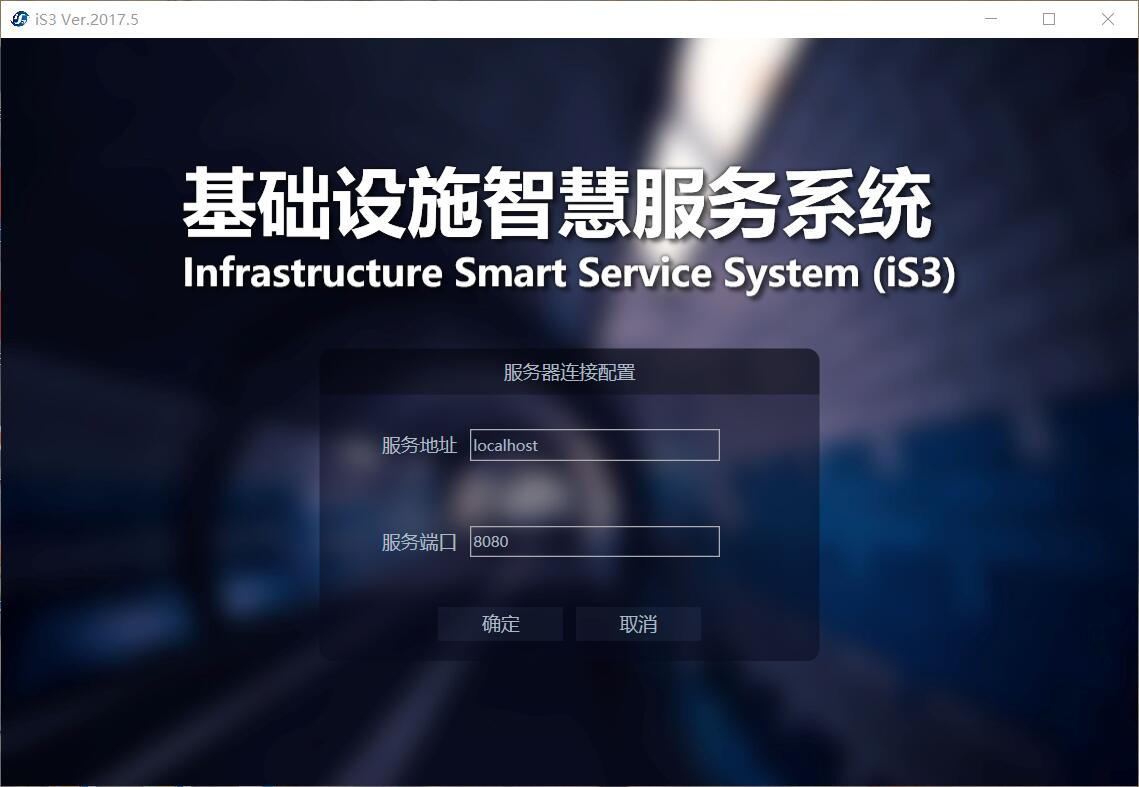 iS3 Ver.2017.5
基础设施智慧服务系统
Infrastructure Smart Service System (iS3)
服务器连接配置
服务地址 localhost
服务端口 8080
确定 取消